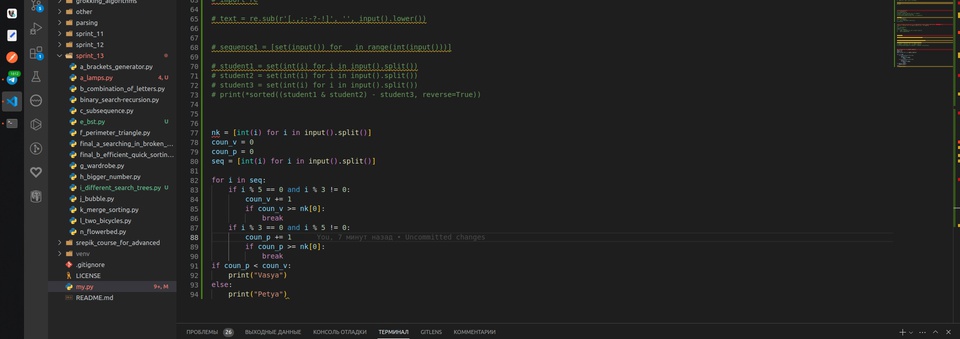 grokking_algorithms
other
parsing
sprint_11
sprint_12
sprint_13
a_brackets_generator.py
a_lamps.py 4, U
b_combination_of_letters.py
binary_search-recursion.py
c_subsequence.py
e_bst.py U
f_perimeter_triangle.py
final_a_searching_in_broken_...
final_b_efficient_quick_sortin...
g_wardrobe.py
h_bigger_number.py
i_different_search_trees.py U
j_bubble.py
k_merge_sorting.py
l_two_bicycles.py
n_flowerbed.py
srepik_course_for_advanced
venv
.gitignore
LICENSE
my.py 9+, M
README.md
64
65 # text = re.sub(r'[.,;:-?-!]', '', input().lower())
66
67
68 # sequence1 = [set(input()) for _ in range(int(input()))]
69
70 # student1 = set(int(i) for i in input().split())
71 # student2 = set(int(i) for i in input().split())
72 # student3 = set(int(i) for i in input().split())
73 # print(*sorted((student1 & student2) - student3, reverse=True))
74
75
76
77 nk = [int(i) for i in input().split()]
78 coun_v = 0
79 coun_p = 0
80 seq = [int(i) for i in input().split()]
81
82 for i in seq:
83 if i % 5 == 0 and i % 3 != 0:
84 coun_v += 1
85 if coun_v >= nk[0]:
86 break
87 if i % 3 == 0 and i % 5 != 0:
88 coun_p += 1 You, 7 минут назад • Uncommitted changes
89 if coun_p >= nk[0]:
90 break
91 if coun_p < coun_v:
92 print("Vasya")
93 else:
94 print("Petya")
ПРОБЛЕМЫ 26 ВЫХОДНЫЕ ДАННЫЕ КОНСОЛЬ ОТЛАДКИ ТЕРМИНАЛ GITLENS КОММЕНТАРИИ